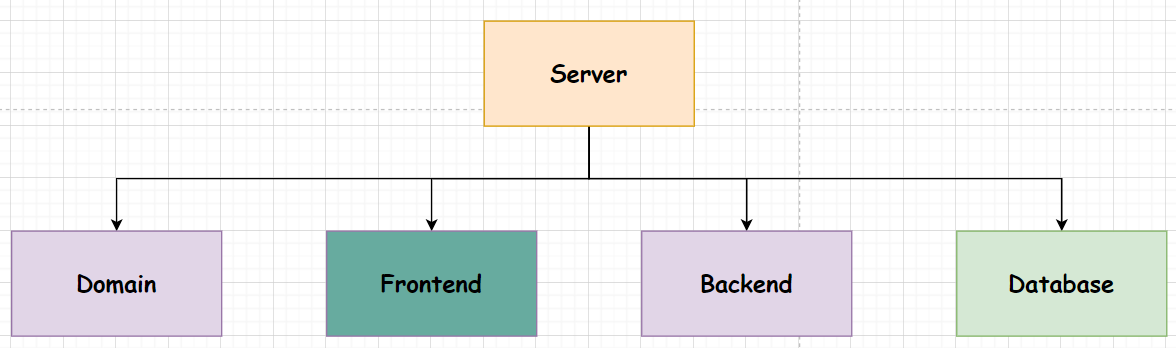 Server
Domain
Frontend
Backend
Database